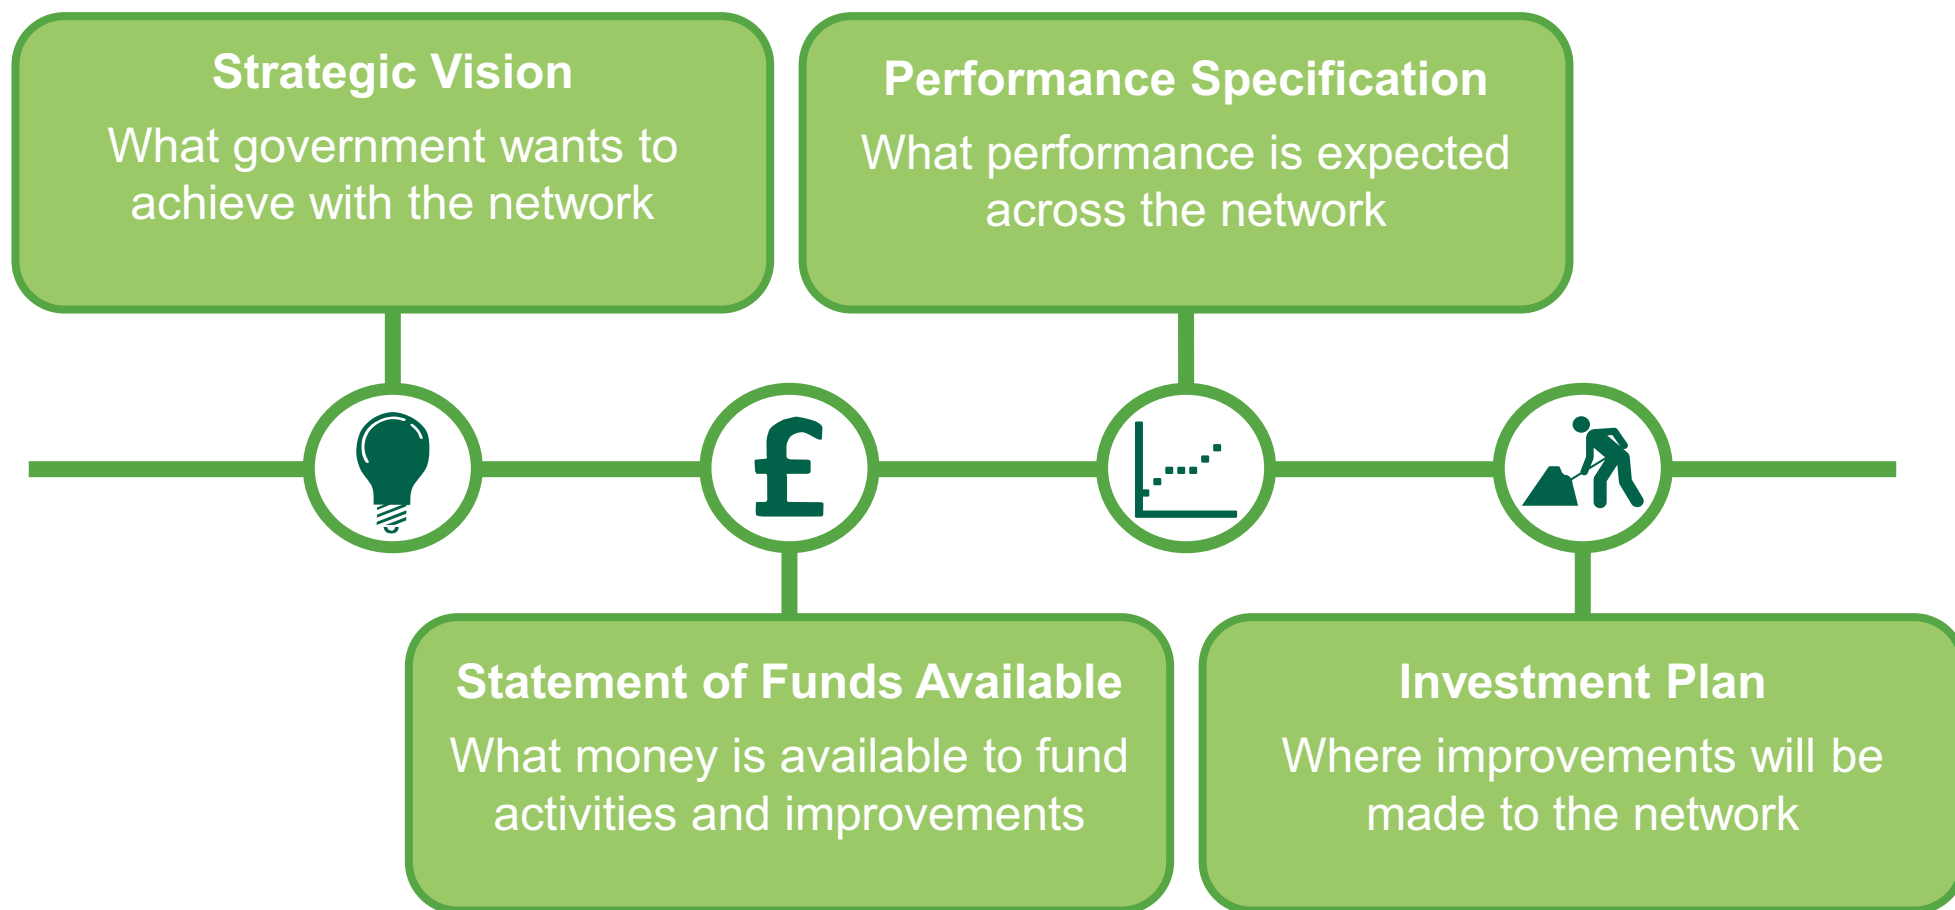 Strategic Vision
What government wants to
achieve with the network
Performance Specification
What performance is expected
across the network
£
Statement of Funds Available
What money is available to fund
activities and improvements
Investment Plan
Where improvements will be
made to the network